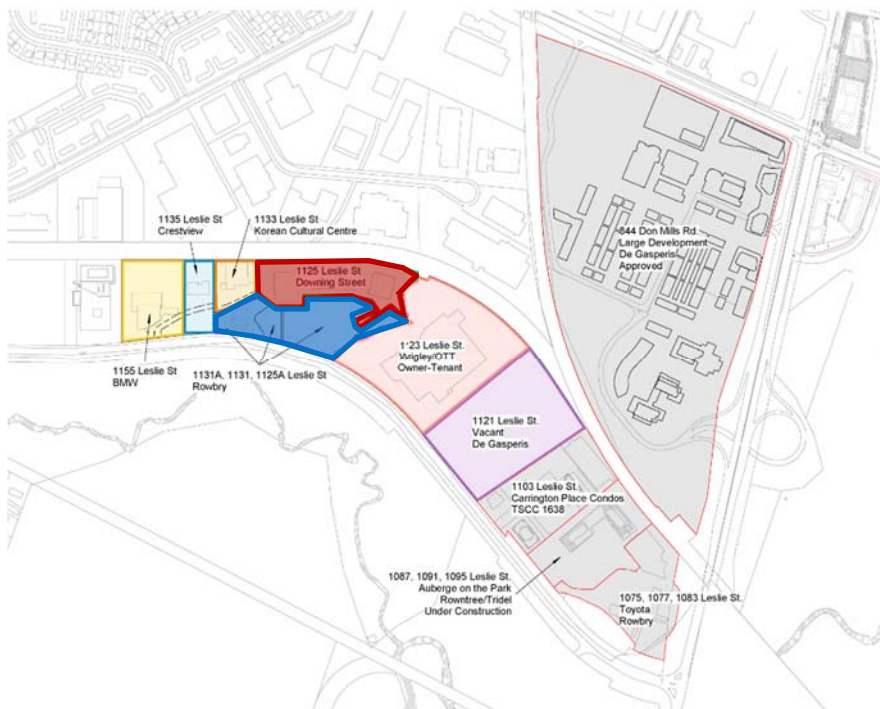 1135 Leslie St
Crestview
1133 Leslie St
Korean Cultural Centre
844 Don Mills Rd.
Large Development
De Gasperis
Approved
1125 Leslie St
Downing Street
1155 Leslie St
BMW
1131A, 1131, 1125A Leslie St
Rowbry
1123 Leslie St.
Wrigley/OTT
Owner-Tenant
1121 Leslie St.
Vacant
De Gasperis
1103 Leslie St.
Carrington Place Condos
TSCC 1638
1087, 1091, 1095 Leslie St.
Auberge on the Park
Rowntree/Tridel
Under Construction
1075, 1077, 1083 Leslie St.
Toyota
Rowbry